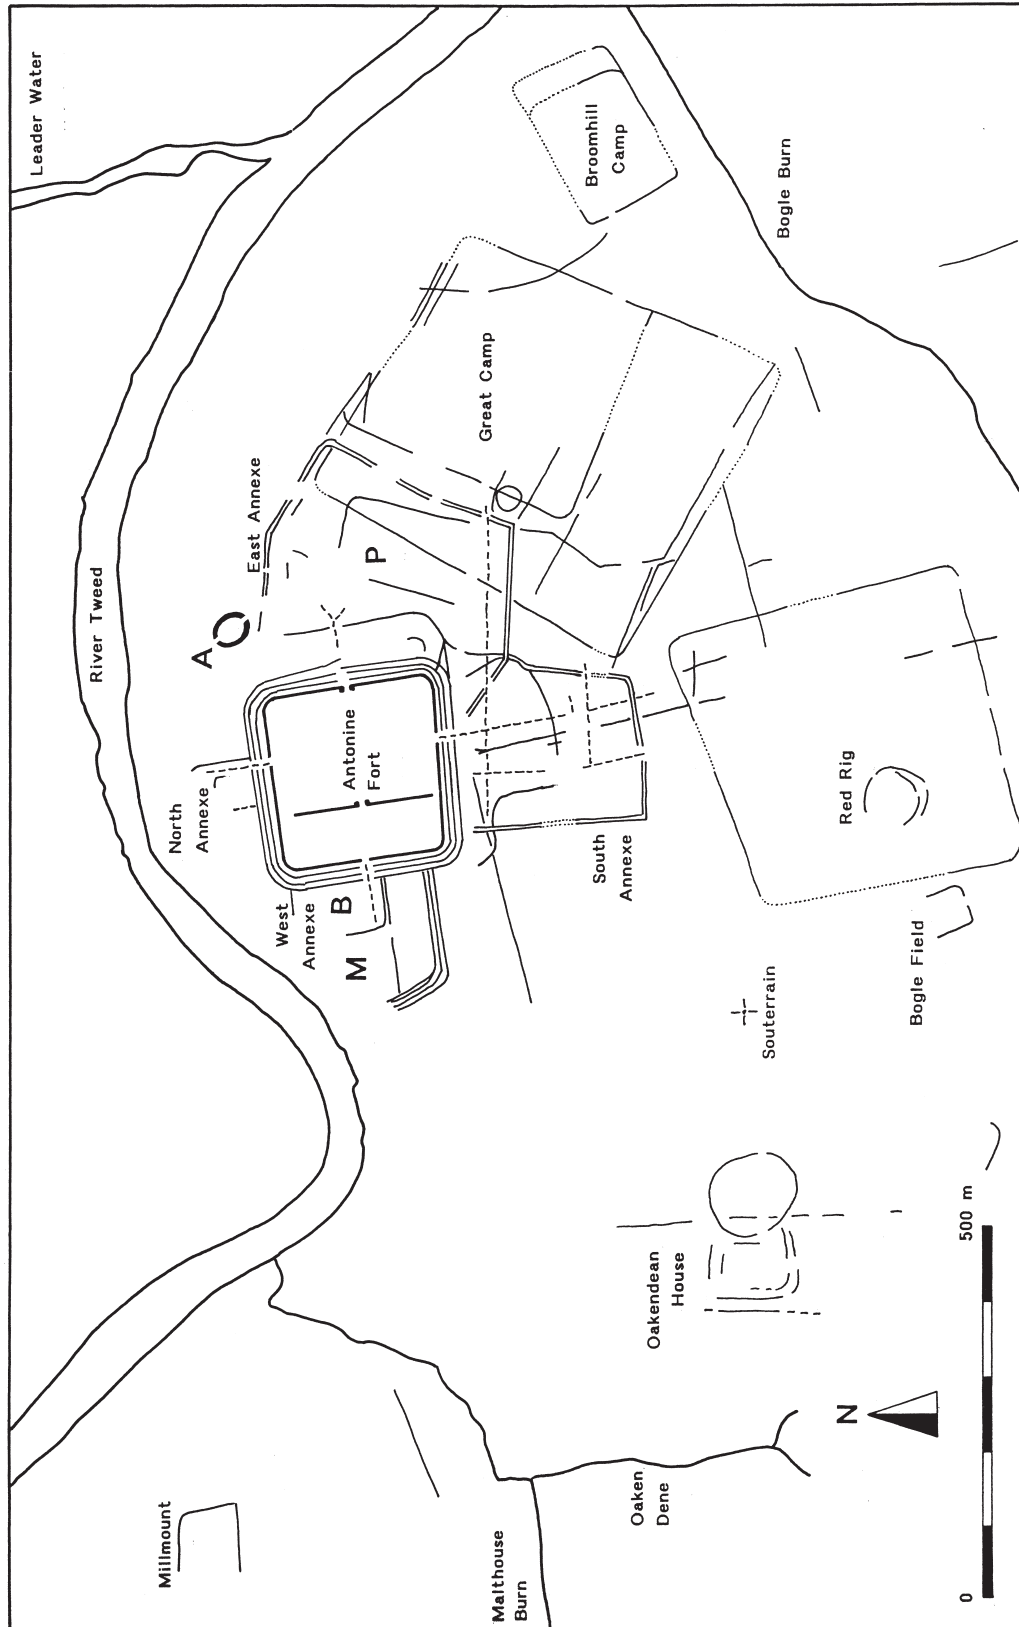 Leader Water
River Tweed
Broomhill
Camp
Bogle Burn
Great Camp
East Annexe
A
P
North
Annexe
Antonine
Fort
West
Annexe
B
M
South
Annexe
Red Rig
Bogle Field
Souterrain
Oakendean
House
Millmount
Malthouse
Burn
Oaken
Dene
N
0
500 m